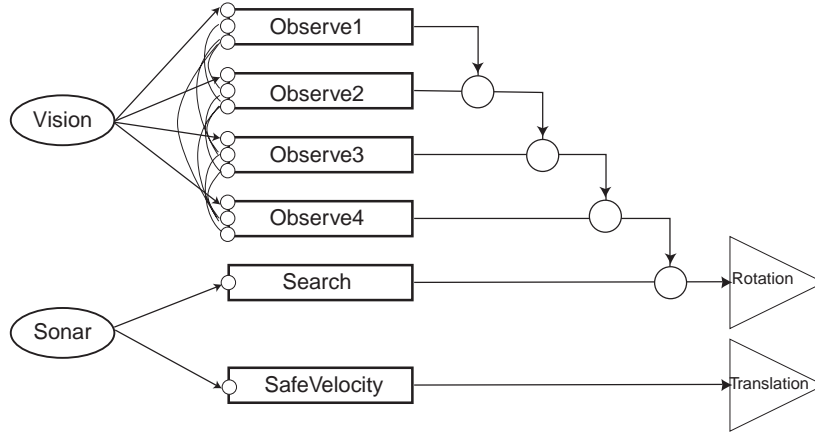 Observe1
Observe2
Vision
Observe3
Observe4
Search
Rotation
Sonar
SafeVelocity
Translation